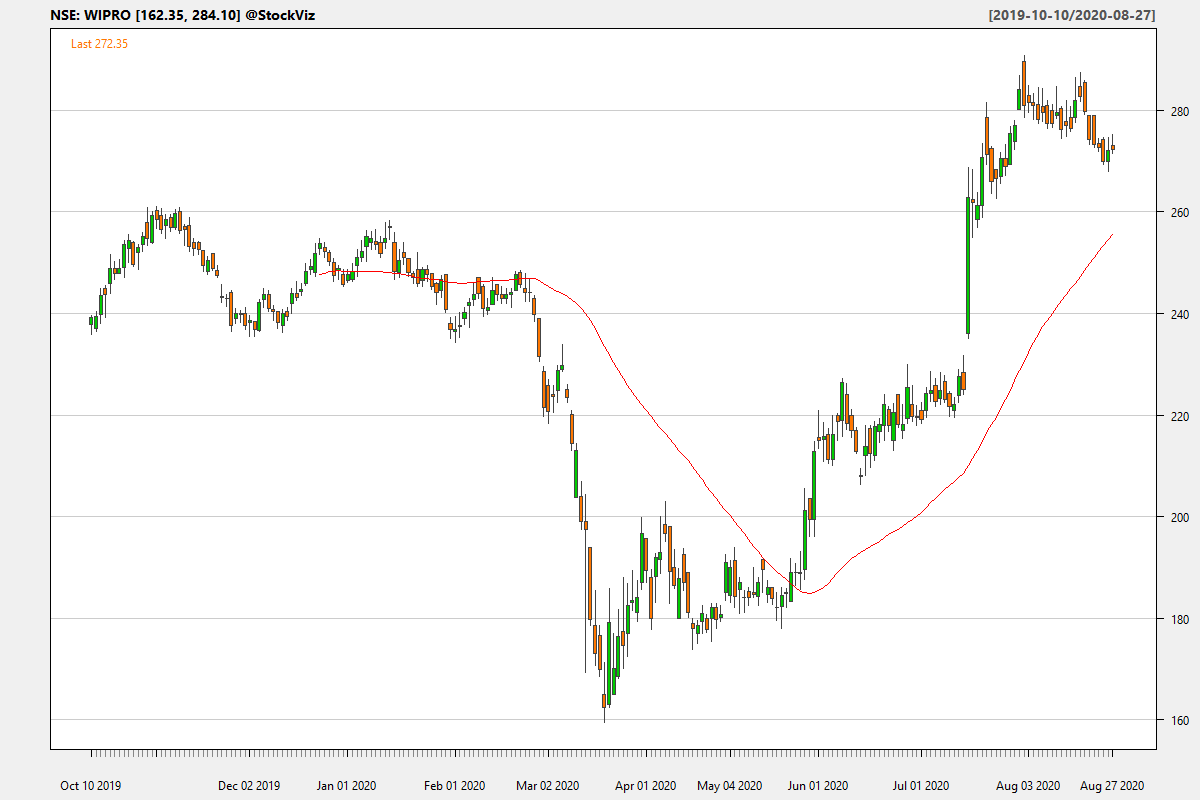 NSE: WIPRO [162.35, 284.10] @StockViz
[2019-10-10/2020-08-27]
Last 272.35
280
260
240
220
200
180
160
Oct 10 2019
Dec 02 2019
Jan 01 2020
Feb 01 2020
Mar 02 2020
Apr 01 2020
May 04 2020
Jun 01 2020
Jul 01 2020
Aug 03 2020
Aug 27 2020